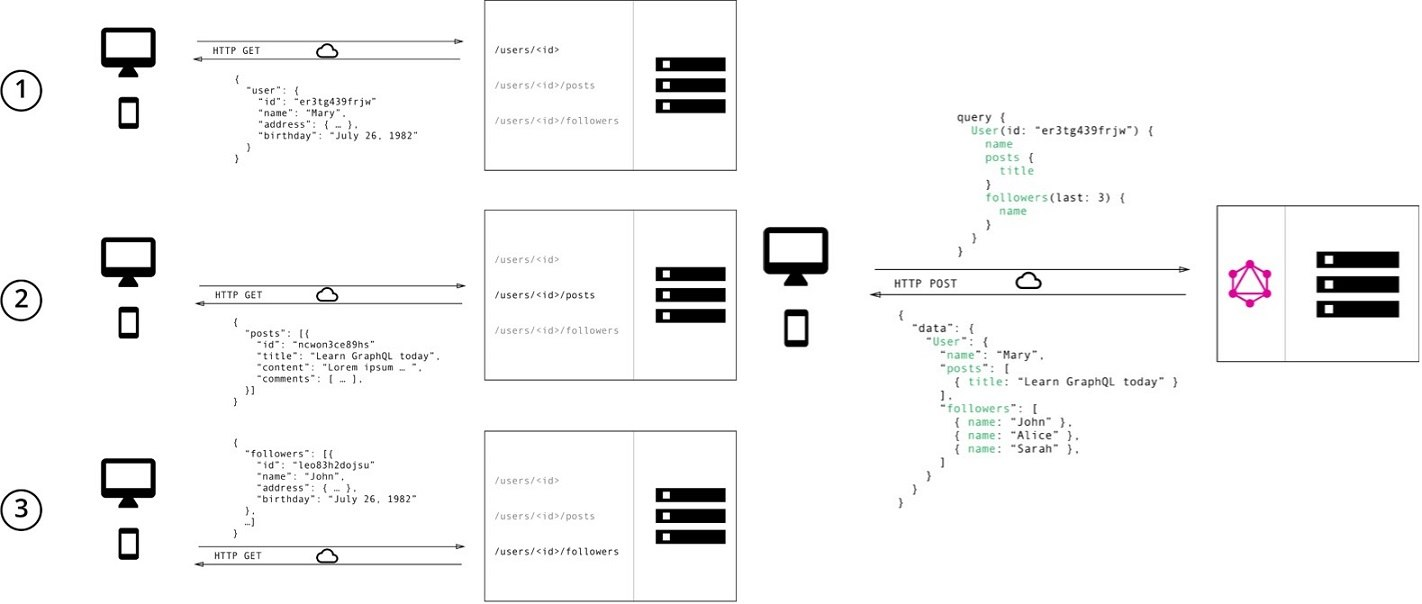 1
HTTP GET
{
"user": {
"id": “er3tg439frjw”
"name": “Mary”,
“address”: { … },
“birthday”: “July 26, 1982”
}
}
/users/<id>
/users/<id>/posts
/users/<id>/followers
2
HTTP GET
{
“posts”: [{
“id”: “ncwon3ce89hs”
“title”: “Learn GraphQL today”,
“content”: “Lorem ipsum … ”,
“comments”: [ … ],
}]
}
/users/<id>
/users/<id>/posts
/users/<id>/followers
3
{
“followers”: [{
“id”: “leo83h2dojsu”
“name”: “John”,
“address”: { … },
“birthday”: “July 26, 1982”
},
…]
}
HTTP GET
/users/<id>
/users/<id>/posts
/users/<id>/followers
query {
User(id: “er3tg439frjw”) {
name
posts {
title
}
followers(last: 3) {
name
}
}
}
HTTP POST
{
“data”: {
“User”: {
“name”: “Mary”,
“posts”: [
{ title: “Learn GraphQL today” }
],
“followers”: [
{ name: “John” },
{ name: “Alice” },
{ name: “Sarah” },
]
}
}
}